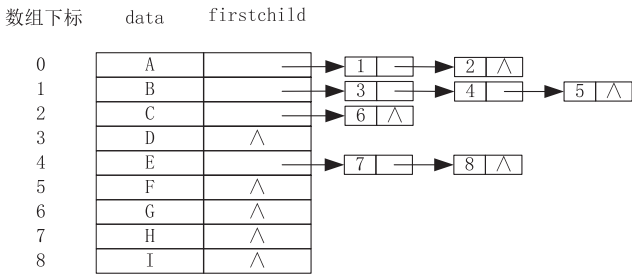 数组下标 data firstchild
0 A 1 2 ∧
1 B 3 4 5 ∧
2 C 6 ∧
3 D ∧
4 E 7 8 ∧
5 F ∧
6 G ∧
7 H ∧
8 I ∧